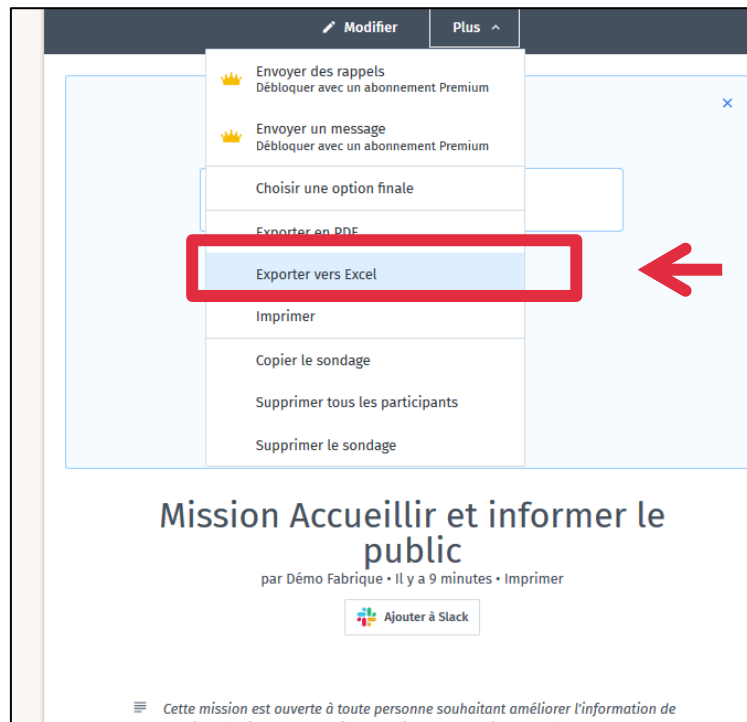 Modifier
Plus
Envoyer des rappels
Débloquer avec un abonnement Premium
Envoyer un message
Débloquer avec un abonnement Premium
Choisir une option finale
Exporter en PDF
Exporter vers Excel
Imprimer
Copier le sondage
Supprimer tous les participants
Supprimer le sondage
Mission Accueillir et informer le
public
par Démo Fabrique • Il y a 9 minutes • Imprimer
Ajouter à Slack
Cette mission est ouverte à toute personne souhaitant améliorer l'information de